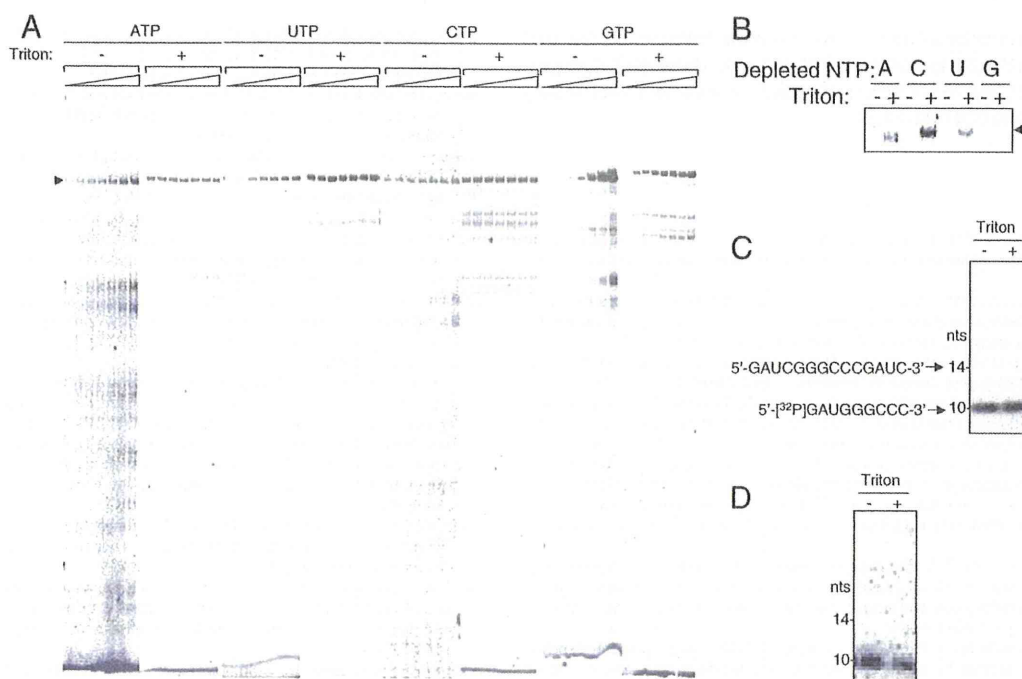 A
ATP UTP CTP GTP
Triton: - + - + - + - +
B
Depleted NTP: A C U G
Triton: - + - + - + - +
C
Triton
- +
nts
5'-GAUCGGGCCCGAUC-3' 14
5'-[³²P]GAUGGGCCC-3' 10
D
Triton
- +
nts
14
10